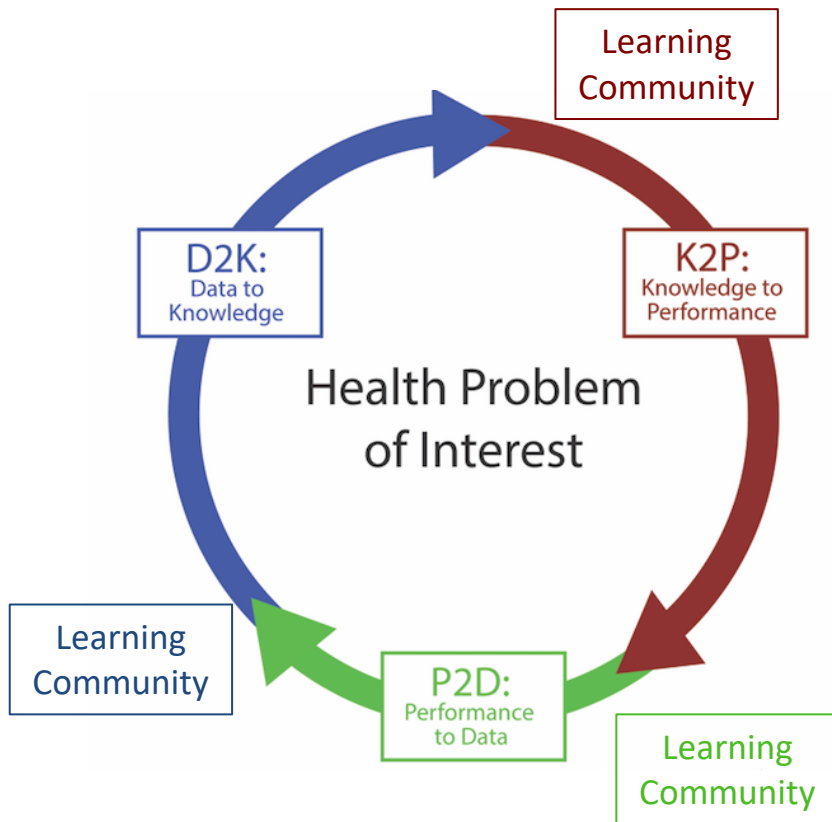 Learning
Community
D2K:
Data to
Knowledge
K2P:
Knowledge to
Performance
Health Problem
of Interest
Learning
Community
P2D:
Performance
to Data
Learning
Community